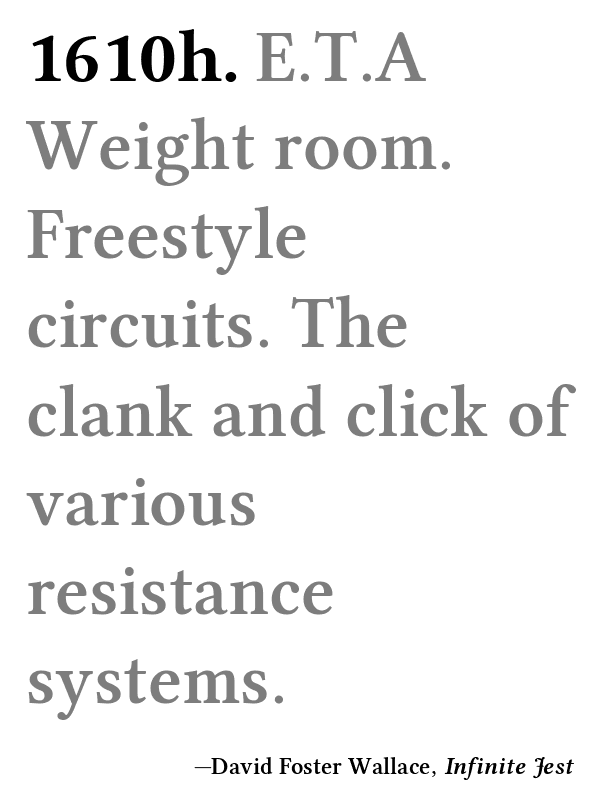 1610h. E.T.A
Weight room.
Freestyle
circuits. The
clank and click of
various
resistance
systems.
—David Foster Wallace, Infinite Jest